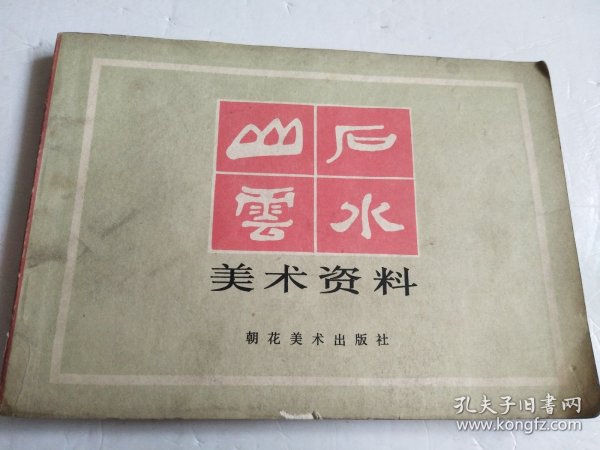 山石
雲水
美术资料
朝花美术出版社
孔夫子旧书网
www.kongfz.com